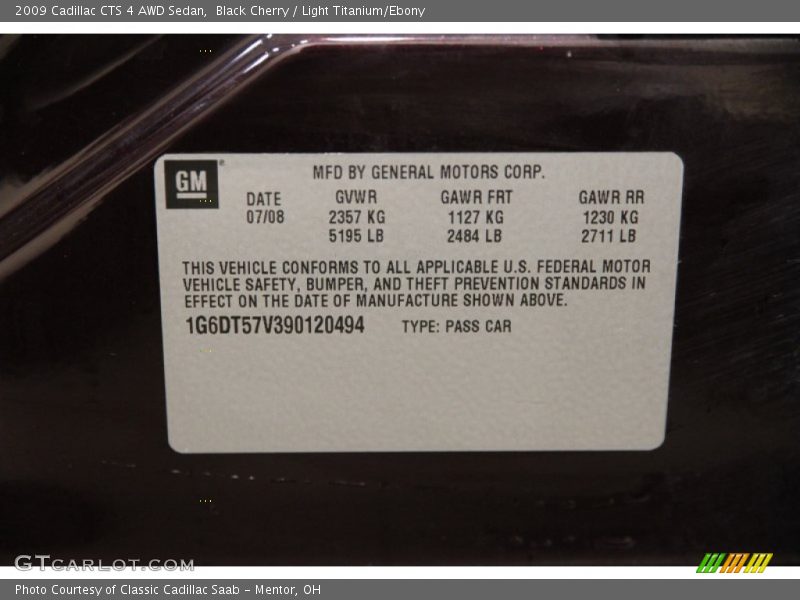 2009 Cadillac CTS 4 AWD Sedan, Black Cherry / Light Titanium/Ebony
GM
MFD BY GENERAL MOTORS CORP.
DATE GVWR GAWR FRT GAWR RR
07/08 2357 KG 1127 KG 1230 KG
5195 LB 2484 LB 2711 LB
THIS VEHICLE CONFORMS TO ALL APPLICABLE U.S. FEDERAL MOTOR
VEHICLE SAFETY, BUMPER, AND THEFT PREVENTION STANDARDS IN
EFFECT ON THE DATE OF MANUFACTURE SHOWN ABOVE.
1G6DT57V390120494 TYPE: PASS CAR
GTCARLOT.COM
Photo Courtesy of Classic Cadillac Saab - Mentor, OH